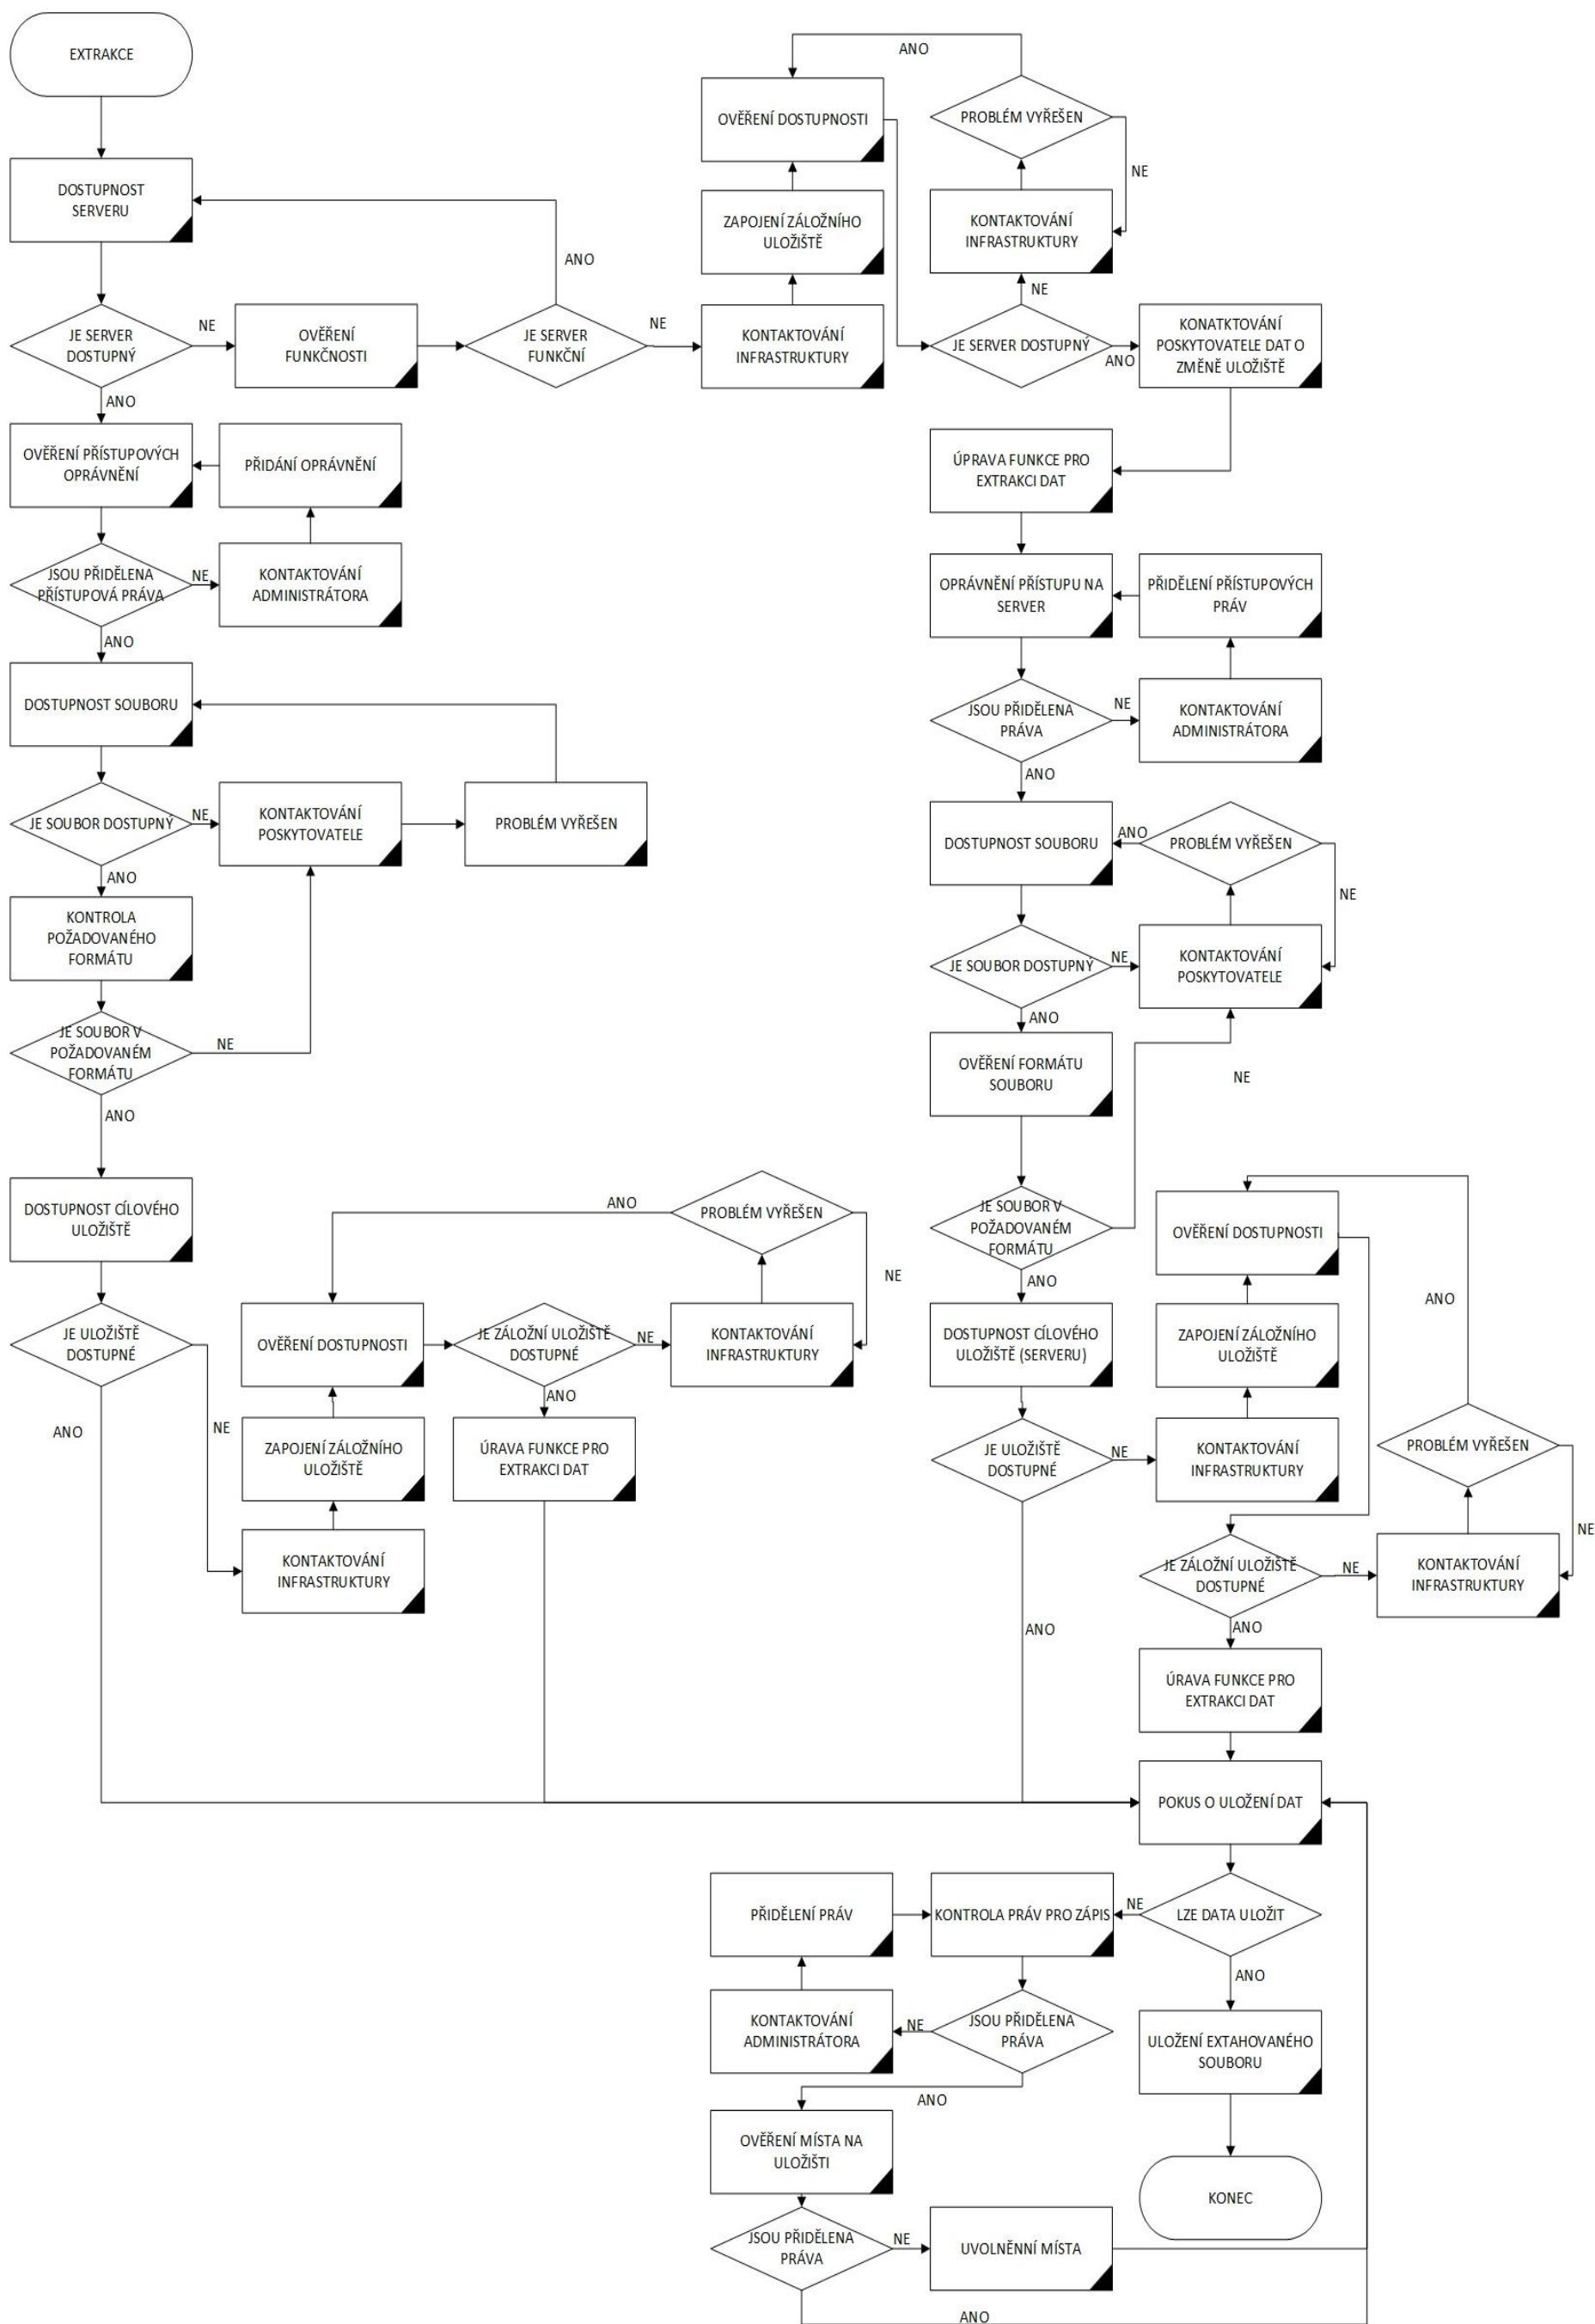 EXTRAKCE
DOSTUPNOST
SERVERU
JE SERVER
DOSTUPNÝ
NE
OVĚŘENÍ
FUNKČNOSTI
JE SERVER
FUNKČNÍ
ANO
NE
KONTAKTOVÁNÍ
INFRASTRUKTURY
ZAPOJENÍ ZÁLOŽNÍHO
ULOŽIŠTĚ
OVĚŘENÍ DOSTUPNOSTI
ANO
PROBLÉM VYŘEŠEN
NE
KONTAKTOVÁNÍ
INFRASTRUKTURY
NE
JE SERVER DOSTUPNÝ
ANO
KONATKTOVÁNÍ
POSKYTOVATELE DAT O
ZMĚNĚ ULOŽIŠTĚ
ANO
OVĚŘENÍ PŘÍSTUPOVÝCH
OPRÁVNĚNÍ
PŘIDÁNÍ OPRÁVNĚNÍ
JSOU PŘIDĚLENA
PŘÍSTUPOVÁ PRÁVA
NE
KONTAKTOVÁNÍ
ADMINISTRÁTORA
ANO
DOSTUPNOST SOUBORU
JE SOUBOR DOSTUPNÝ
NE
KONTAKTOVÁNÍ
POSKYTOVATELE
PROBLÉM VYŘEŠEN
ANO
KONTROLA
POŽADOVANÉHO
FORMÁTU
JE SOUBOR V
POŽADOVANÉM
FORMÁTU
NE
ANO
DOSTUPNOST CÍLOVÉHO
ULOŽIŠTĚ
JE ULOŽIŠTĚ
DOSTUPNÉ
ANO
NE
OVĚŘENÍ DOSTUPNOSTI
ZAPOJENÍ ZÁLOŽNÍHO
ULOŽIŠTĚ
KONTAKTOVÁNÍ
INFRASTRUKTURY
JE ZÁLOŽNÍ ULOŽIŠTĚ
DOSTUPNÉ
NE
ANO
ÚRAVA FUNKCE PRO
EXTRAKCI DAT
ANO
PROBLÉM VYŘEŠEN
NE
KONTAKTOVÁNÍ
INFRASTRUKTURY
ÚPRAVA FUNKCE PRO
EXTRAKCI DAT
OPRÁVNĚNÍ PŘÍSTUPU NA
SERVER
PŘIDĚLENÍ PŘÍSTUPOVÝCH
PRÁV
JSOU PŘIDĚLENA
PRÁVA
NE
KONTAKTOVÁNÍ
ADMINISTRÁTORA
ANO
DOSTUPNOST SOUBORU
ANO
PROBLÉM VYŘEŠEN
NE
JE SOUBOR DOSTUPNÝ
NE
KONTAKTOVÁNÍ
POSKYTOVATELE
ANO
OVĚŘENÍ FORMÁTU
SOUBORU
NE
JE SOUBOR V
POŽADOVANÉM
FORMÁTU
ANO
DOSTUPNOST CÍLOVÉHO
ULOŽIŠTĚ (SERVERU)
JE ULOŽIŠTĚ
DOSTUPNÉ
NE
ANO
OVĚŘENÍ DOSTUPNOSTI
ZAPOJENÍ ZÁLOŽNÍHO
ULOŽIŠTĚ
KONTAKTOVÁNÍ
INFRASTRUKTURY
ANO
PROBLÉM VYŘEŠEN
NE
JE ZÁLOŽNÍ ULOŽIŠTĚ
DOSTUPNÉ
NE
KONTAKTOVÁNÍ
INFRASTRUKTURY
ANO
ÚRAVA FUNKCE PRO
EXTRAKCI DAT
POKUS O ULOŽENÍ DAT
LZE DATA ULOŽIT
NE
KONTROLA PRÁV PRO ZÁPIS
PŘIDĚLENÍ PRÁV
ANO
JSOU PŘIDĚLENA
PRÁVA
NE
KONTAKTOVÁNÍ
ADMINISTRÁTORA
ULOŽENÍ EXTAHOVANÉHO
SOUBORU
ANO
OVĚŘENÍ MÍSTA NA
ULOŽIŠTI
KONEC
JSOU PŘIDĚLENA
PRÁVA
NE
UVOLNĚNNÍ MÍSTA
ANO